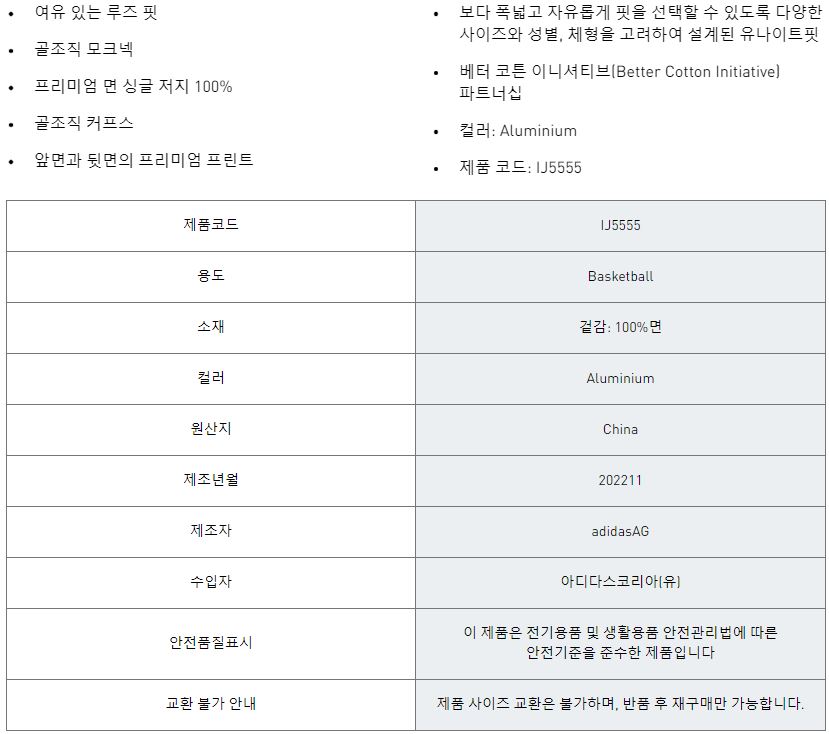 여유 있는 루즈 핏
골조직 모크넥
프리미엄 면 싱글 저지 100%
골조직 커프스
앞면과 뒷면의 프리미엄 프린트
보다 폭넓고 자유롭게 핏을 선택할 수 있도록 다양한
사이즈와 성별, 체형을 고려하여 설계된 유나이트핏
베터 코튼 이니셔티브(Better Cotton Initiative)
파트너십
컬러: Aluminium
제품 코드: IJ5555
제품코드 IJ5555
용도 Basketball
소재 겉감: 100%면
컬러 Aluminium
원산지 China
제조년월 202211
제조자 adidasAG
수입자 아디다스코리아(유)
안전품질표시 이 제품은 전기용품 및 생활용품 안전관리법에 따른
안전기준을 준수한 제품입니다
교환 불가 안내 제품 사이즈 교환은 불가하며, 반품 후 재구매만 가능합니다.